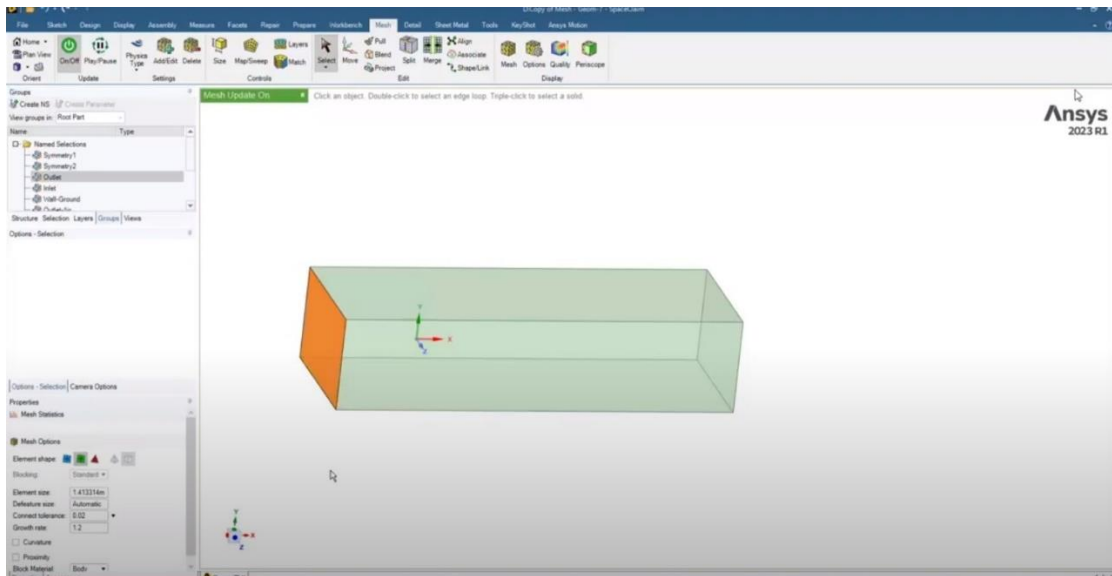 D:Copy of Mesh - Geom-7 - SpaceClaim
File Sketch Design Display Assembly Measure Facets Repair Prepare Workbench Mesh Detail Sheet Metal Tools KeyShot Ansys Motion
Home
Plan View
Orient
On/Off Play/Pause
Update
Physics Type Add/Edit Delete
Settings
Size Map/Sweep Layers Match
Controls
Select Move Pull Blend Project Split Merge Align Associate ShapeLink
Edit
Mesh Options Quality Periscope
Display
Groups
Create NS Create Parameter
View groups in: Root Part
Name Type
Named Selections
Symmetry1
Symmetry2
Outlet
Inlet
Wall-Ground
Structure Selection Layers Groups Views
Options - Selection
Mesh Update On Click an object. Double-click to select an edge loop. Triple-click to select a solid.
Ansys
2023 R1
Y
X
Z
Options - Selection Camera Options
Properties
Mesh Statistics
Mesh Options
Element shape:
Blocking: Standard
Element size: 1.413314m
Defeature size: Automatic
Connect tolerance: 0.02
Growth rate: 1.2
Curvature
Proximity
Block Material Body
Y
X
Z